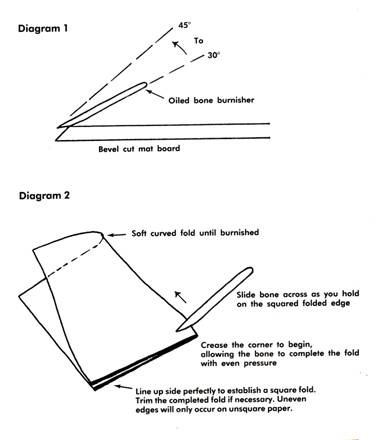 Diagram 1
45°
To
30°
Oiled bone burnisher
Bevel cut mat board
Diagram 2
Soft curved fold until burnished
Slide bone across as you hold
on the squared folded edge
Crease the corner to begin,
allowing the bone to complete the fold
with even pressure
Line up side perfectly to establish a square fold.
Trim the completed fold if necessary. Uneven
edges will only occur on unsquare paper.